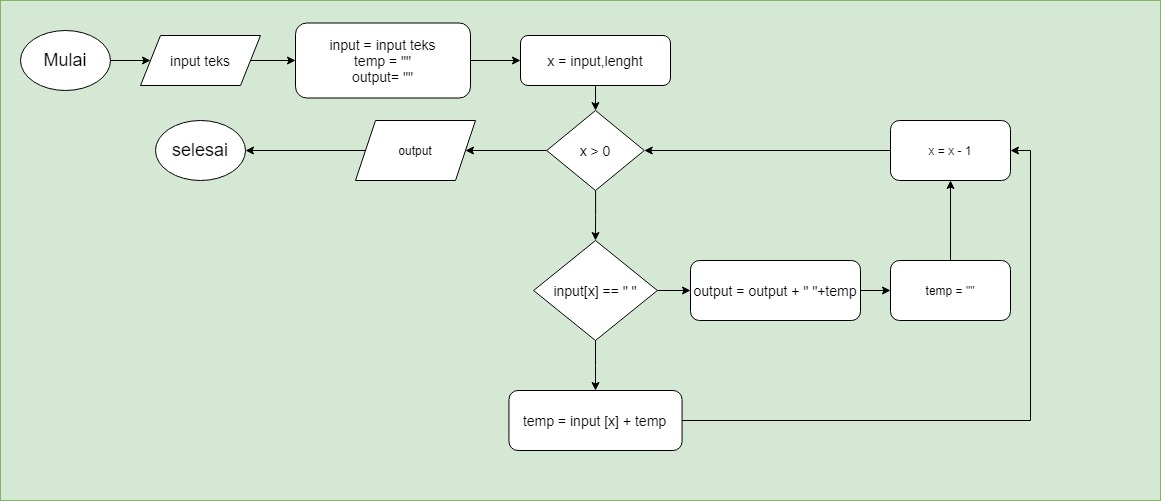 Mulai
input teks
input = input teks
temp = ""
output= ""
x = input,lenght
selesai
output
x > 0
x = x - 1
input[x] == " "
output = output + " "+temp
temp = ""
temp = input [x] + temp